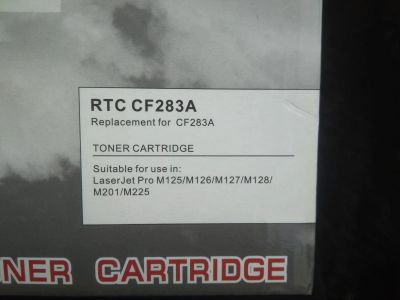 RTC CF283A
Replacement for CF283A
TONER CARTRIDGE
Suitable for use in:
LaserJet Pro M125/M126/M127/M128/
M201/M225
ONER CARTRIDGE